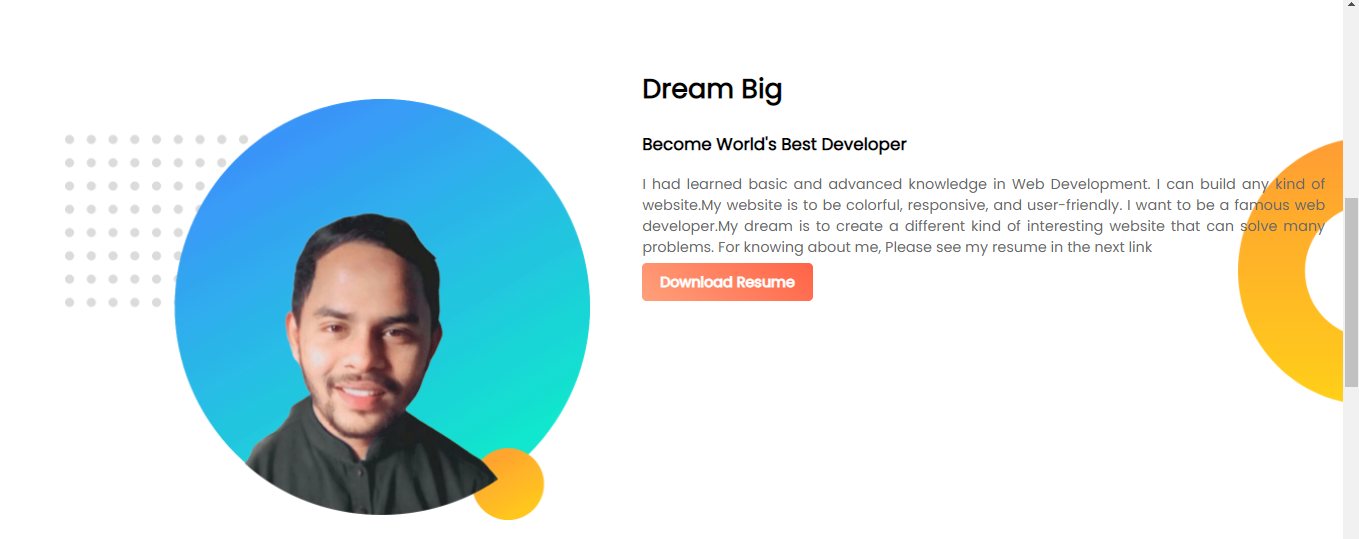 Dream Big
Become World's Best Developer
I had learned basic and advanced knowledge in Web Development. I can build any kind of
website.My website is to be colorful, responsive, and user-friendly. I want to be a famous web
developer.My dream is to create a different kind of interesting website that can solve many
problems. For knowing about me, Please see my resume in the next link
Download Resume